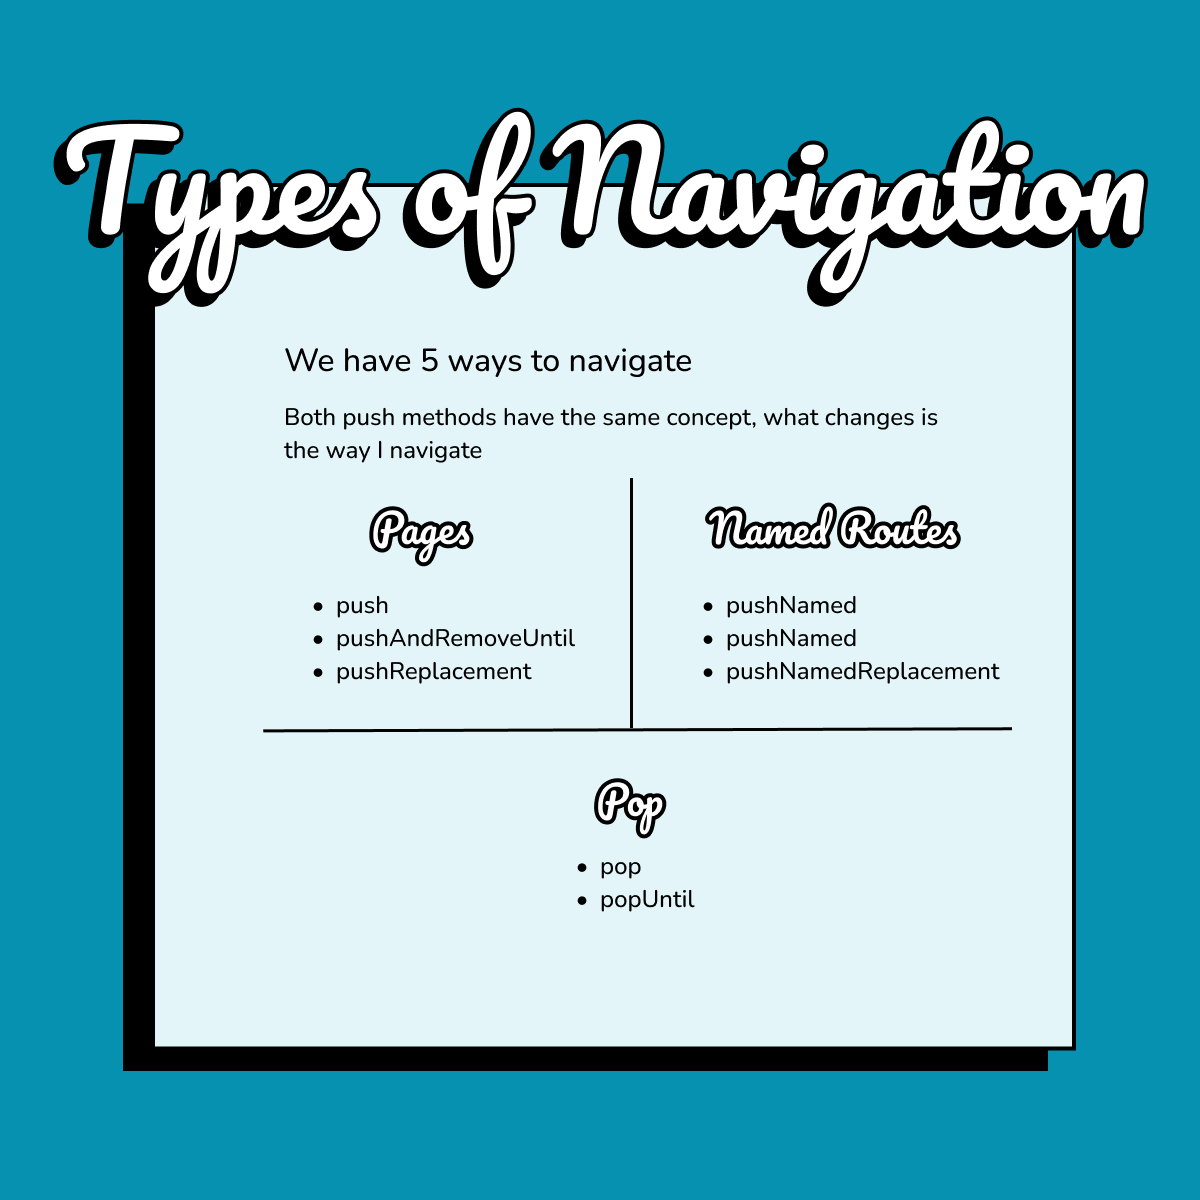 Types of Navigation
We have 5 ways to navigate
Both push methods have the same concept, what changes is
the way I navigate
Pages
• push
• pushAndRemoveUntil
• pushReplacement
Named Routes
• pushNamed
• pushNamed
• pushNamedReplacement
Pop
• pop
• popUntil